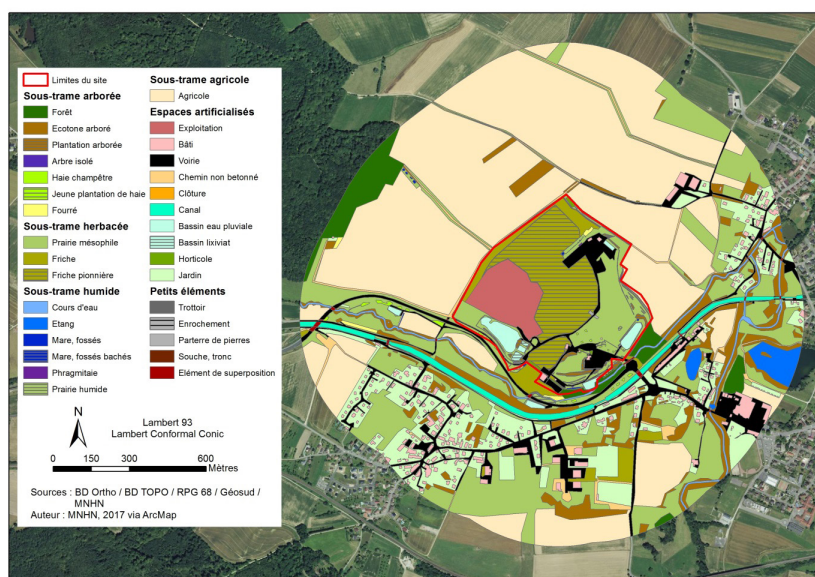 Limites du site
Sous-trame arborée
Forêt
Ecotone arboré
Plantation arborée
Arbre isolé
Haie champêtre
Jeune plantation de haie
Fourré
Sous-trame herbacée
Prairie mésophile
Friche
Friche pionnière
Sous-trame humide
Cours d'eau
Etang
Mare, fossés
Mare, fossés bachés
Phragmitaie
Prairie humide
Sous-trame agricole
Agricole
Espaces artificialisés
Exploitation
Bâti
Voirie
Chemin non betonné
Clôture
Canal
Bassin eau pluviale
Bassin lixiviat
Horticole
Jardin
Petits éléments
Trottoir
Enrochement
Parterre de pierres
Souche, tronc
Elément de superposition
N
Lambert 93
Lambert Conformal Conic
0 150 300 600
Mètres
Sources : BD Ortho / BD TOPO / RPG 68 / Géosud /
MNHN
Auteur : MNHN, 2017 via ArcMap